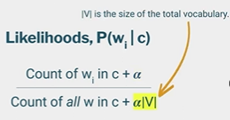 |V| is the size of the total vocabulary.
Likelihoods, P(wᵢ|c)
Count of wᵢ in c + α
Count of all w in c + α|V|